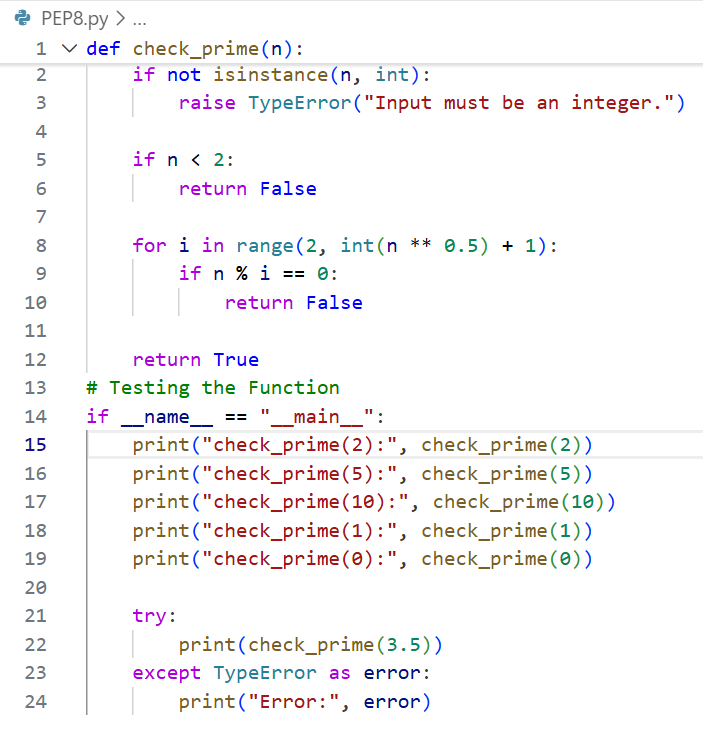 PEP8.py > ...
1 def check_prime(n):
2     if not isinstance(n, int):
3         raise TypeError("Input must be an integer.")
4
5     if n < 2:
6         return False
7
8     for i in range(2, int(n ** 0.5) + 1):
9         if n % i == 0:
10             return False
11
12     return True
13 # Testing the Function
14 if __name__ == "__main__":
15     print("check_prime(2):", check_prime(2))
16     print("check_prime(5):", check_prime(5))
17     print("check_prime(10):", check_prime(10))
18     print("check_prime(1):", check_prime(1))
19     print("check_prime(0):", check_prime(0))
20
21     try:
22         print(check_prime(3.5))
23     except TypeError as error:
24         print("Error:", error)